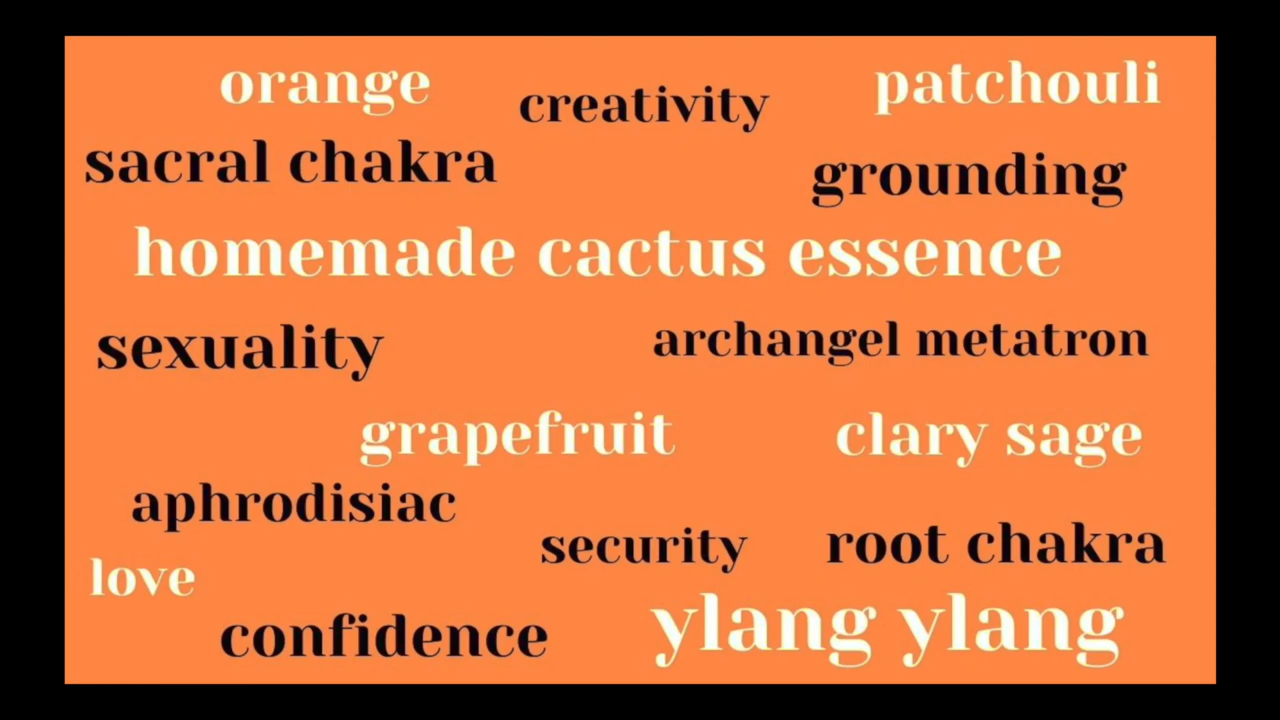 orange
creativity
patchouli
sacral chakra
grounding
homemade cactus essence
sexuality
archangel metatron
grapefruit
clary sage
aphrodisiac
security
root chakra
love
confidence
ylang ylang